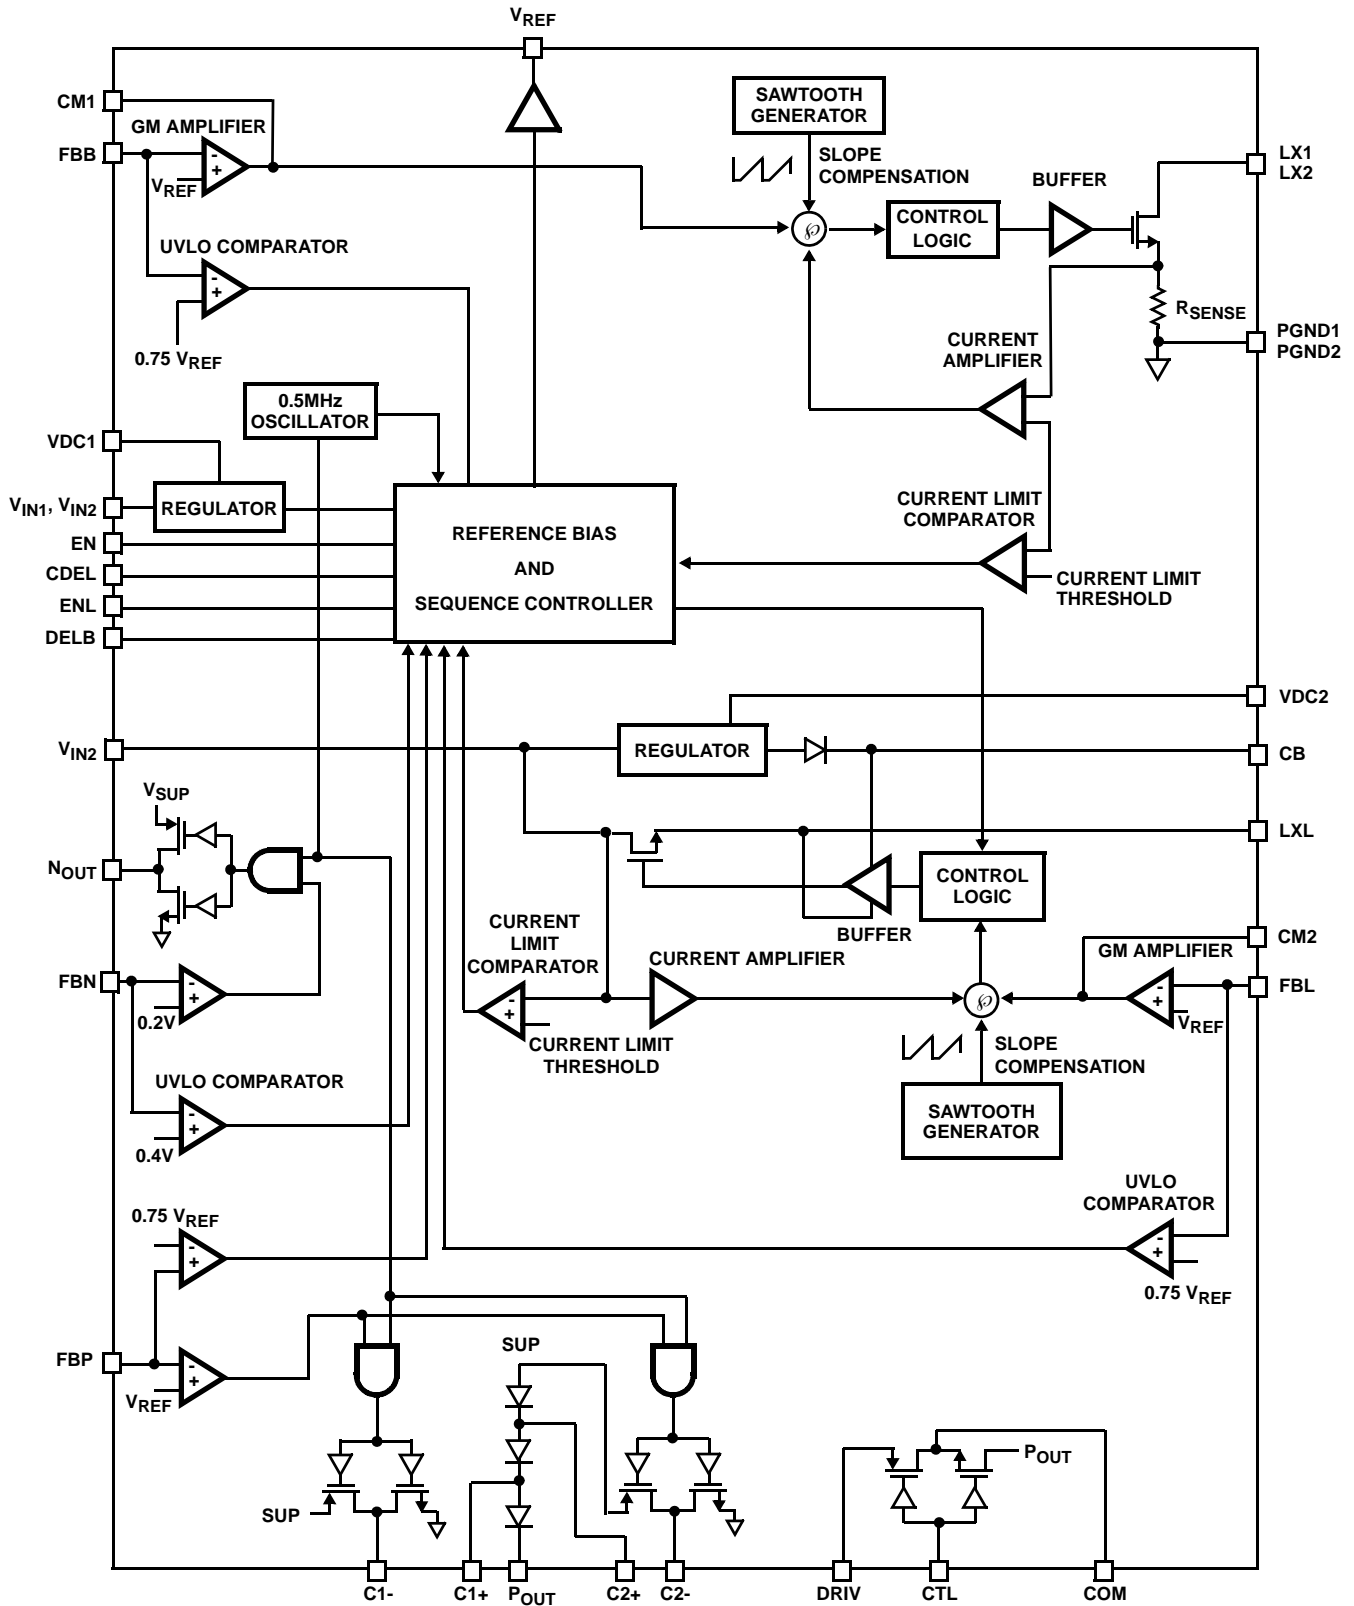 VREF
CM1
GM AMPLIFIER
FBB
-
+
VREF
UVLO COMPARATOR
-
+
0.75 VREF
SAWTOOTH
GENERATOR
SLOPE
COMPENSATION
BUFFER
CONTROL
LOGIC
LX1
LX2
RSENSE
PGND1
PGND2
CURRENT
AMPLIFIER
0.5MHz
OSCILLATOR
VDC1
VIN1, VIN2
REGULATOR
EN
CDEL
ENL
DELB
REFERENCE BIAS
AND
SEQUENCE CONTROLLER
CURRENT LIMIT
COMPARATOR
CURRENT LIMIT
THRESHOLD
VDC2
VIN2
REGULATOR
CB
VSUP
NOUT
LXL
CONTROL
LOGIC
BUFFER
CURRENT
LIMIT
COMPARATOR
-
+
CURRENT LIMIT
THRESHOLD
CURRENT AMPLIFIER
CM2
GM AMPLIFIER
FBL
-
+
VREF
FBN
-
+
0.2V
SLOPE
COMPENSATION
SAWTOOTH
GENERATOR
UVLO COMPARATOR
-
+
0.4V
UVLO
COMPARATOR
-
+
0.75 VREF
0.75 VREF
-
+
FBP
-
+
VREF
SUP
SUP
POUT
C1-
C1+
POUT
C2+
C2-
DRIV
CTL
COM